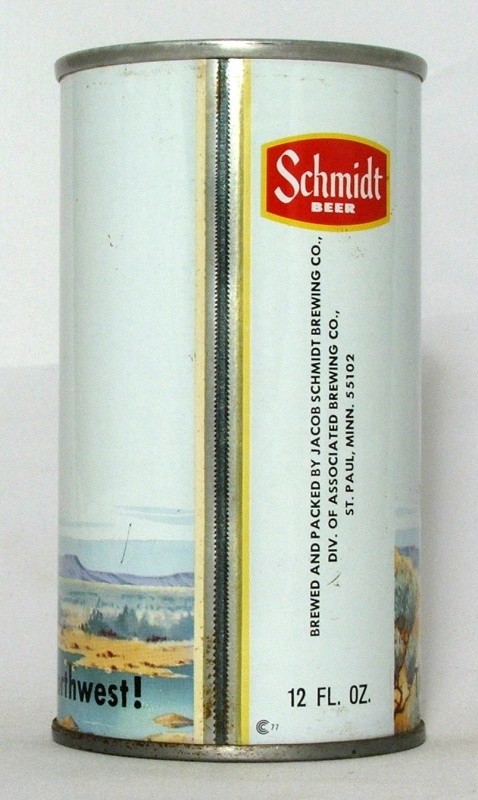 Schmidt
BEER
BREWED AND PACKED BY JACOB SCHMIDT BREWING CO.,
DIV. OF ASSOCIATED BREWING CO.,
ST. PAUL, MINN. 55102
rthwest!
12 FL. OZ.